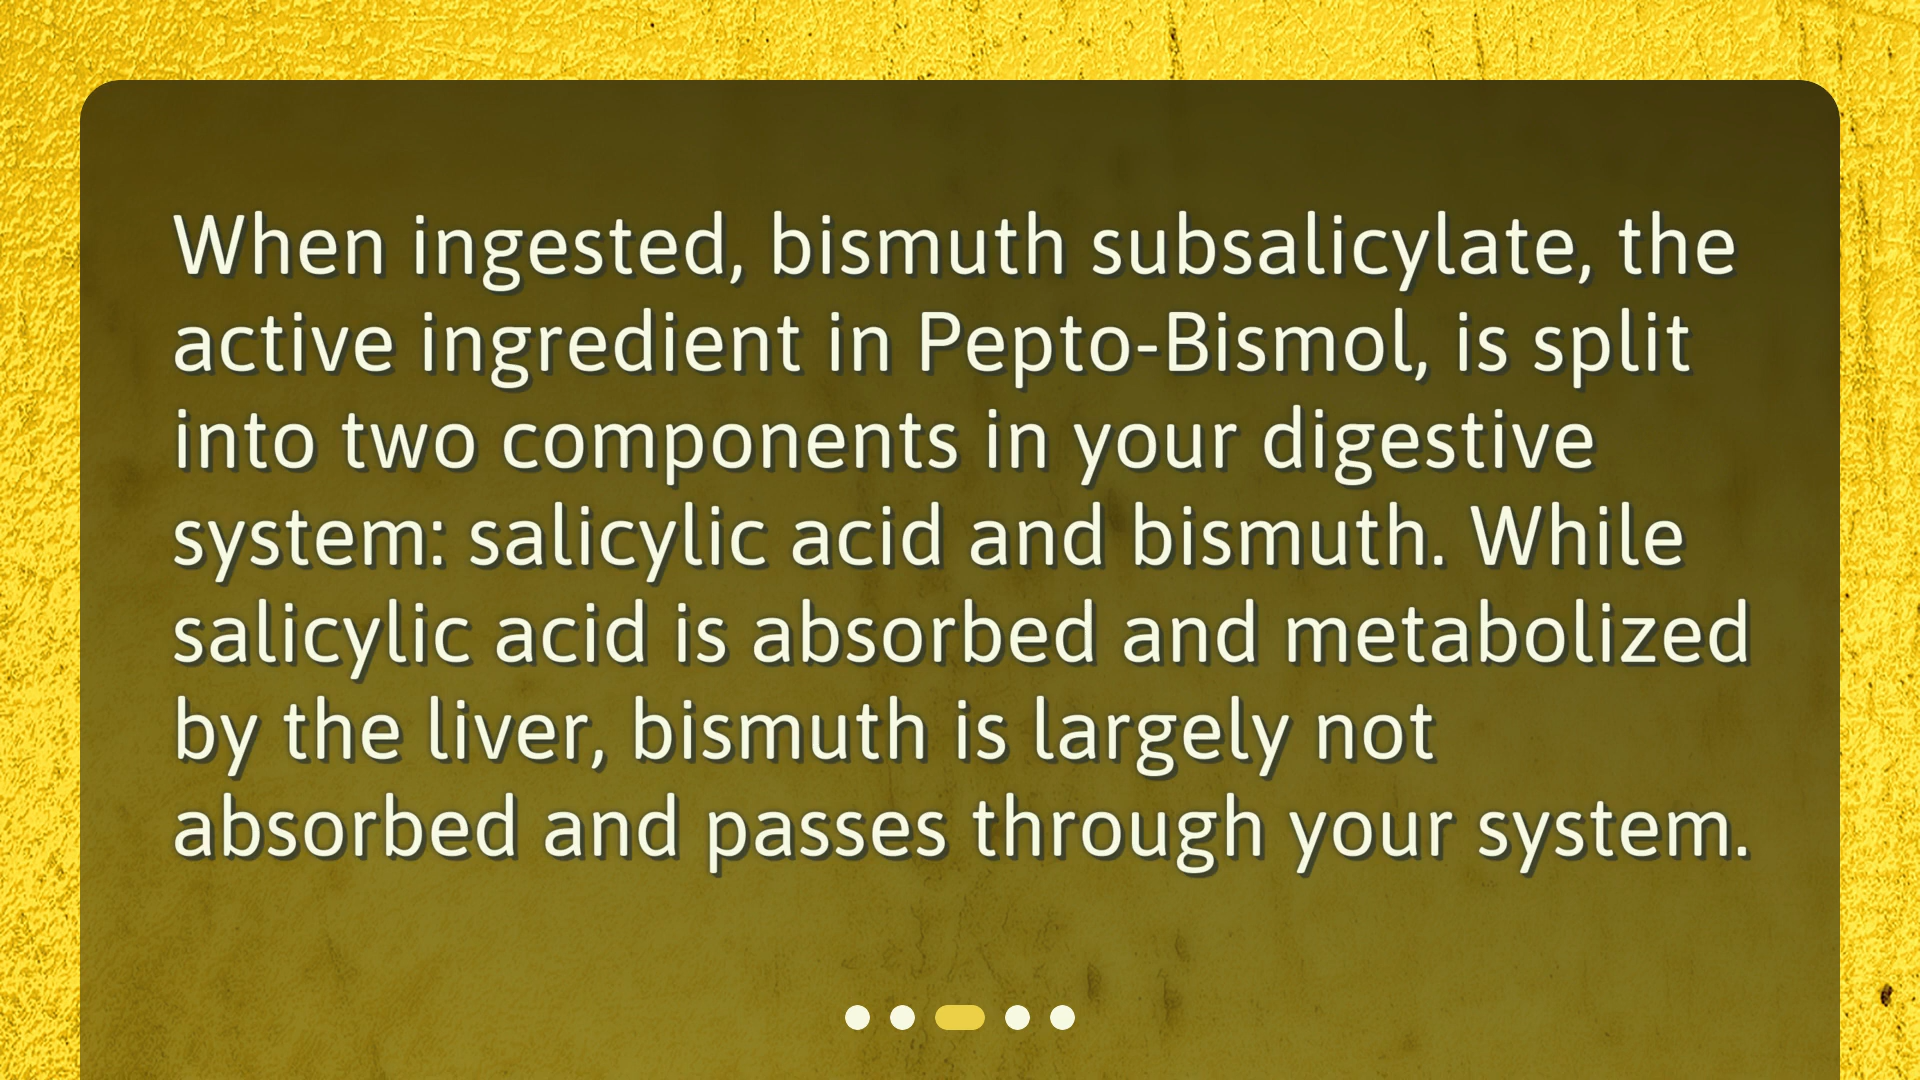 When ingested, bismuth subsalicylate, the
active ingredient in Pepto-Bismol, is split
into two components in your digestive
system: salicylic acid and bismuth. While
salicylic acid is absorbed and metabolized
by the liver, bismuth is largely not
absorbed and passes through your system.